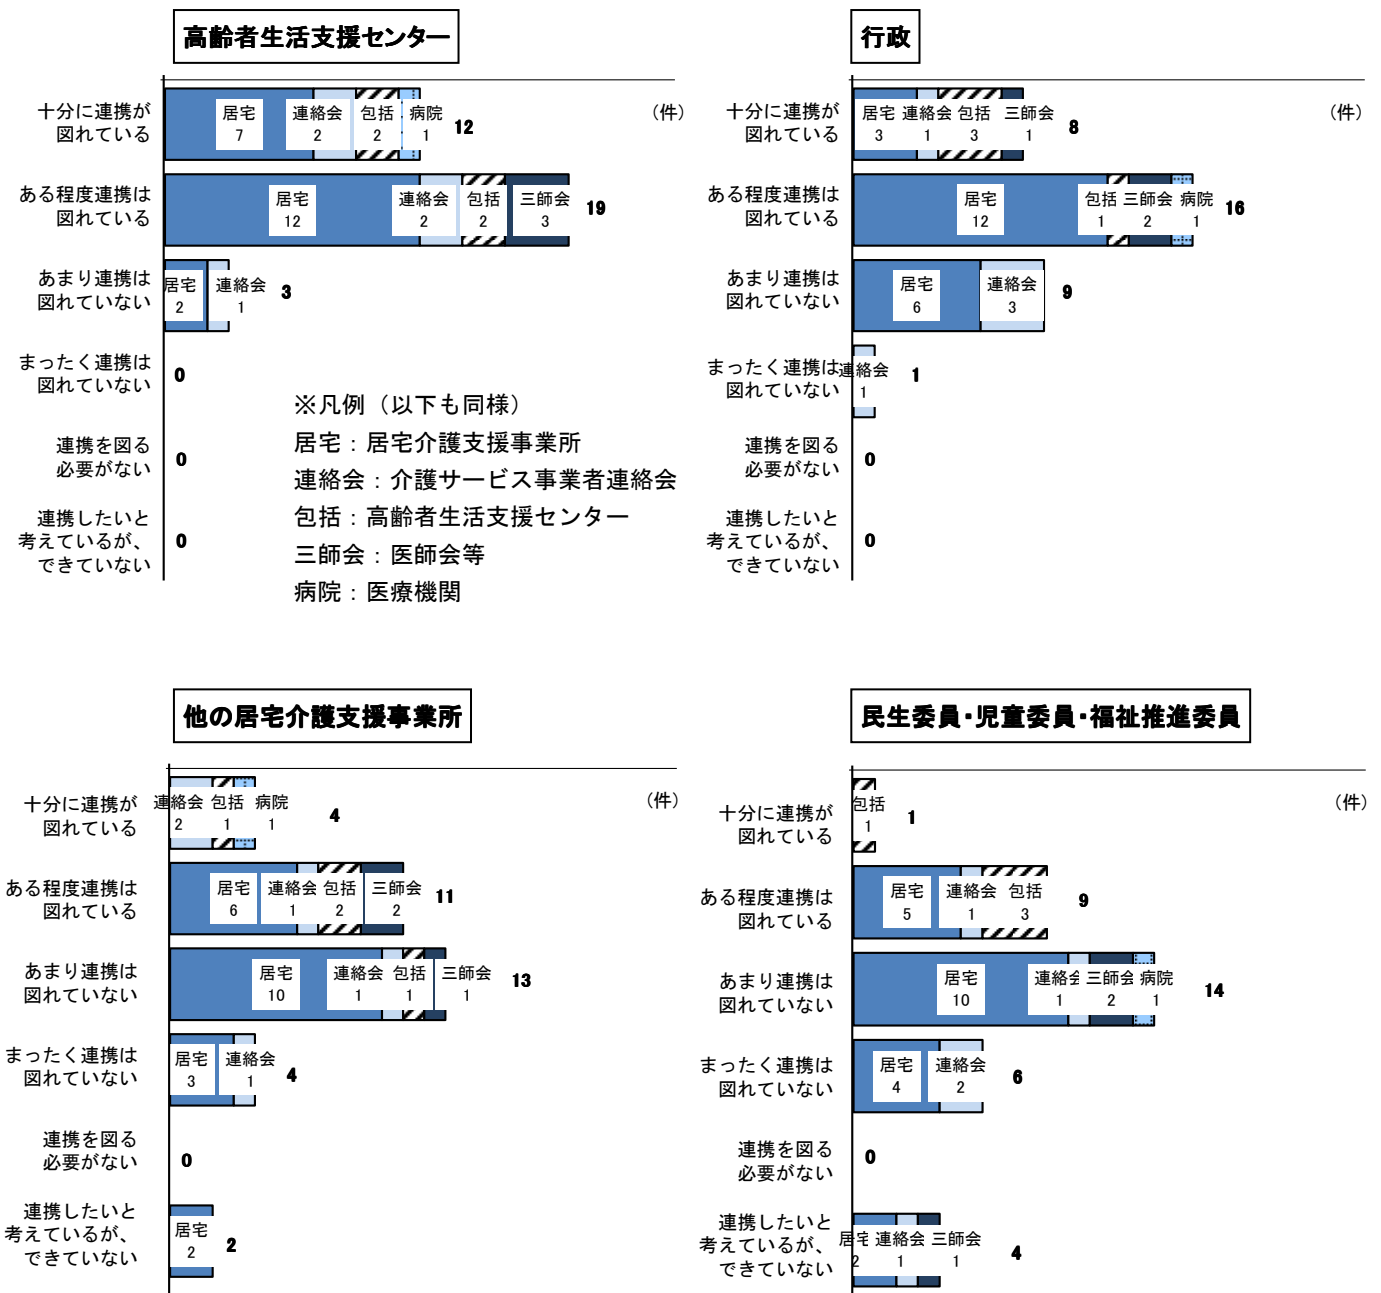 高齢者生活支援センター
(件)
十分に連携が
図れている
居宅 連絡会 包括 病院
7 2 2 1
12
ある程度連携は
図れている
居宅 連絡会 包括 三師会
12 2 2 3
19
あまり連携は
図れていない
居宅 連絡会
2 1
3
まったく連携は
図れていない
0
連携を図る
必要がない
0
連携したいと
考えているが、
できていない
0
※凡例（以下も同様）
居宅：居宅介護支援事業所
連絡会：介護サービス事業者連絡会
包括：高齢者生活支援センター
三師会：医師会等
病院：医療機関
行政
(件)
十分に連携が
図れている
居宅 連絡会 包括 三師会
3 1 3 1
8
ある程度連携は
図れている
居宅 包括 三師会 病院
12 1 2 1
16
あまり連携は
図れていない
居宅 連絡会
6 3
9
まったく連携は
図れていない
連絡会
1
1
連携を図る
必要がない
0
連携したいと
考えているが、
できていない
0
他の居宅介護支援事業所
(件)
十分に連携が
図れている
連絡会 包括 病院
2 1 1
4
ある程度連携は
図れている
居宅 連絡会 包括 三師会
6 1 2 2
11
あまり連携は
図れていない
居宅 連絡会 包括 三師会
10 1 1 1
13
まったく連携は
図れていない
居宅 連絡会
3 1
4
連携を図る
必要がない
0
連携したいと
考えているが、
できていない
居宅
2
2
民生委員・児童委員・福祉推進委員
(件)
十分に連携が
図れている
包括
1
1
ある程度連携は
図れている
居宅 連絡会 包括
5 1 3
9
あまり連携は
図れていない
居宅 連絡会 三師会 病院
10 1 2 1
14
まったく連携は
図れていない
居宅 連絡会
4 2
6
連携を図る
必要がない
0
連携したいと
考えているが、
できていない
居宅 連絡会 三師会
2 1 1
4